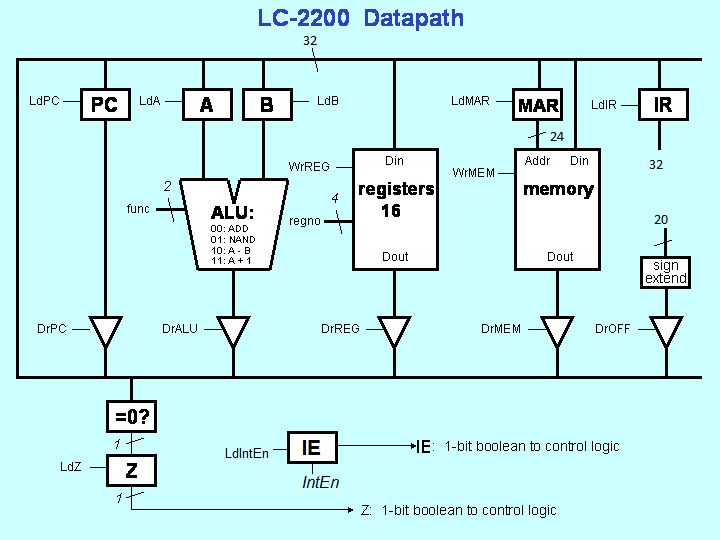 LC-2200 Datapath
32
LdPC
PC
LdA
A
B
LdB
LdMAR
MAR
LdIR
IR
24
32
WrREG
Din
registers
16
Dout
WrMEM
Addr Din
memory
Dout
2
func
ALU:
00: ADD
01: NAND
10: A - B
11: A + 1
4
regno
20
sign
extend
DrPC
DrALU
DrREG
DrMEM
DrOFF
=0?
1
LdZ
Z
1
LdIntEn
IE
IntEn
IE: 1-bit boolean to control logic
Z: 1-bit boolean to control logic